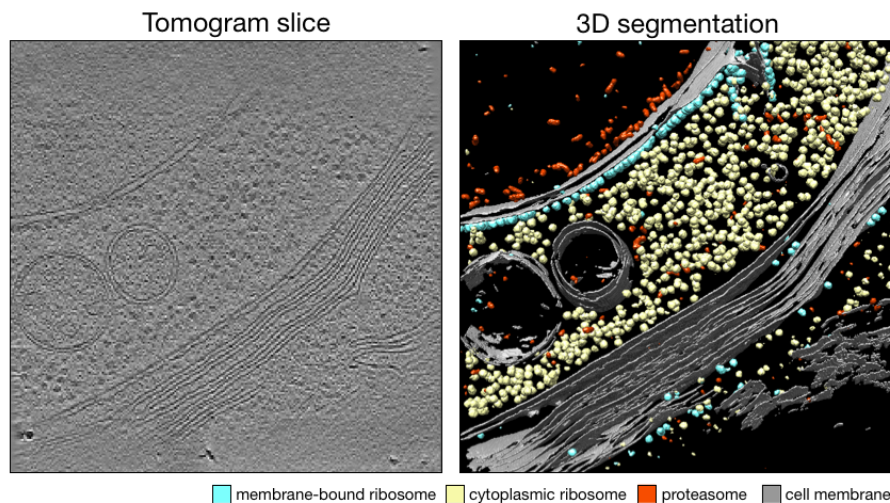 Tomogram slice
3D segmentation
membrane-bound ribosome cytoplasmic ribosome proteasome cell membrane